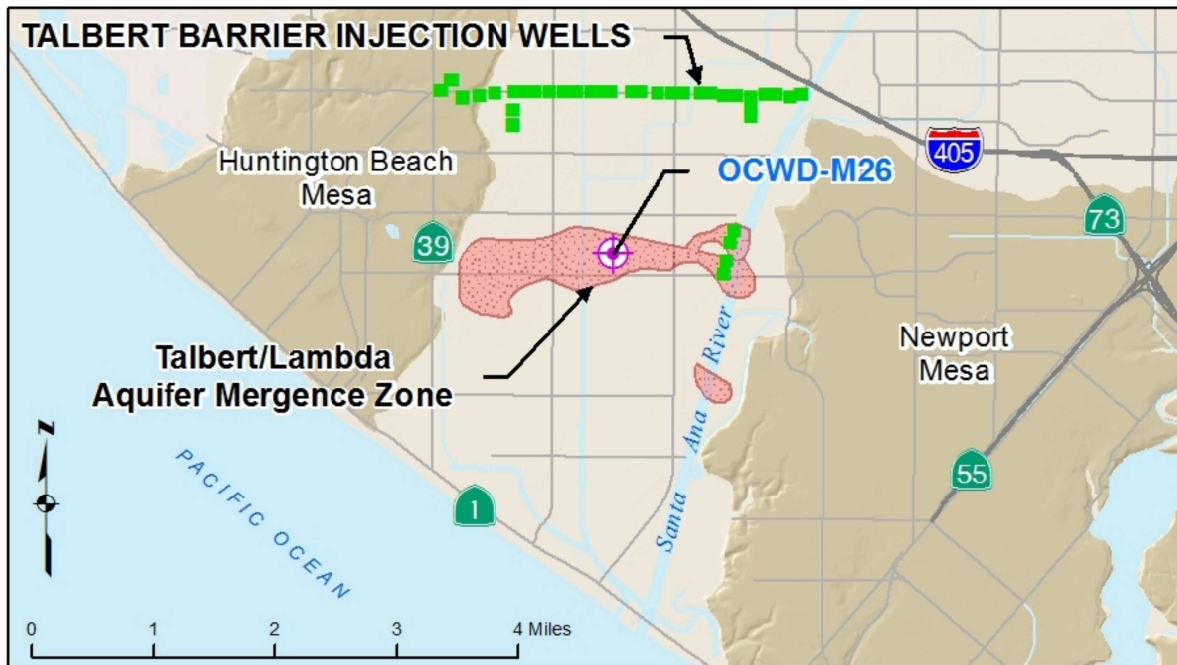 TALBERT BARRIER INJECTION WELLS
405
OCWD-M26
Huntington Beach
Mesa
73
39
Newport
Mesa
Talbert/Lambda
Aquifer Mergence Zone
Santa Ana River
N
55
PACIFIC OCEAN
1
0 1 2 3 4 Miles